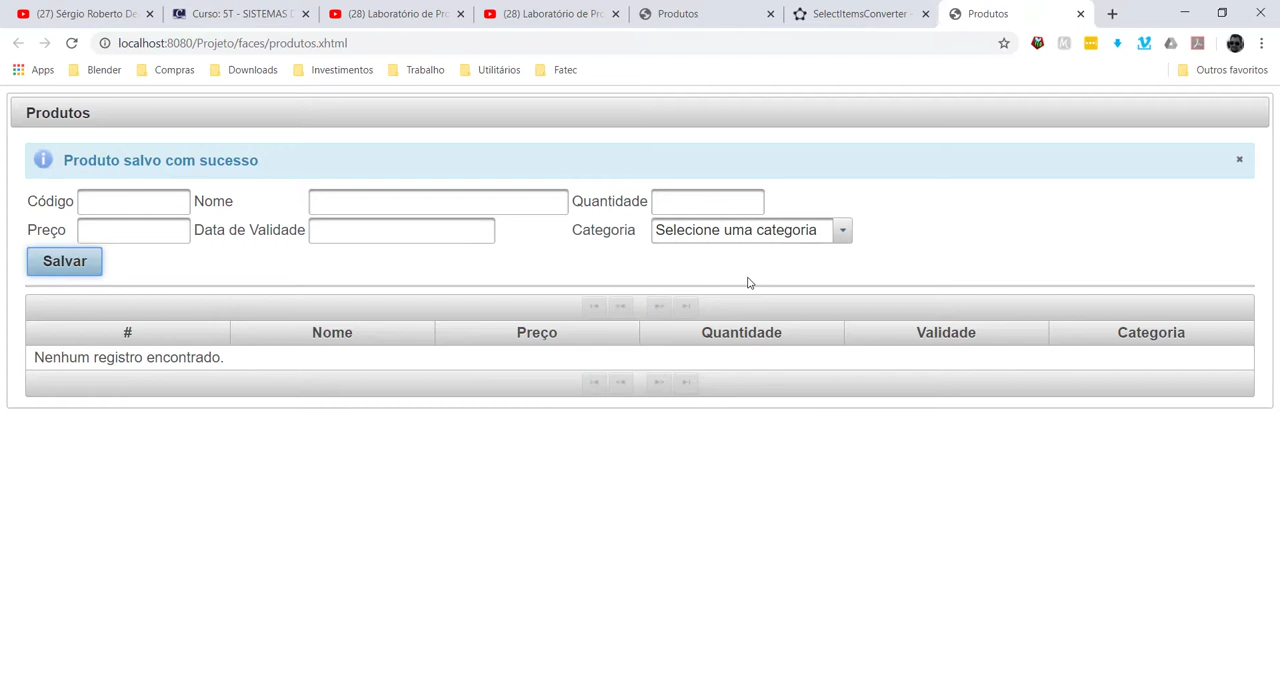 (27) Sérgio Roberto De
Curso: 5T - SISTEMAS D
(28) Laboratório de Pro
(28) Laboratório de Pro
Produtos
SelectItemsConverter -
Produtos
localhost:8080/Projeto/faces/produtos.xhtml
Apps Blender Compras Downloads Investimentos Trabalho Utilitários Fatec Outros favoritos
Produtos
Produto salvo com sucesso
Código Nome Quantidade
Preço Data de Validade Categoria Selecione uma categoria
Salvar
# Nome Preço Quantidade Validade Categoria
Nenhum registro encontrado.